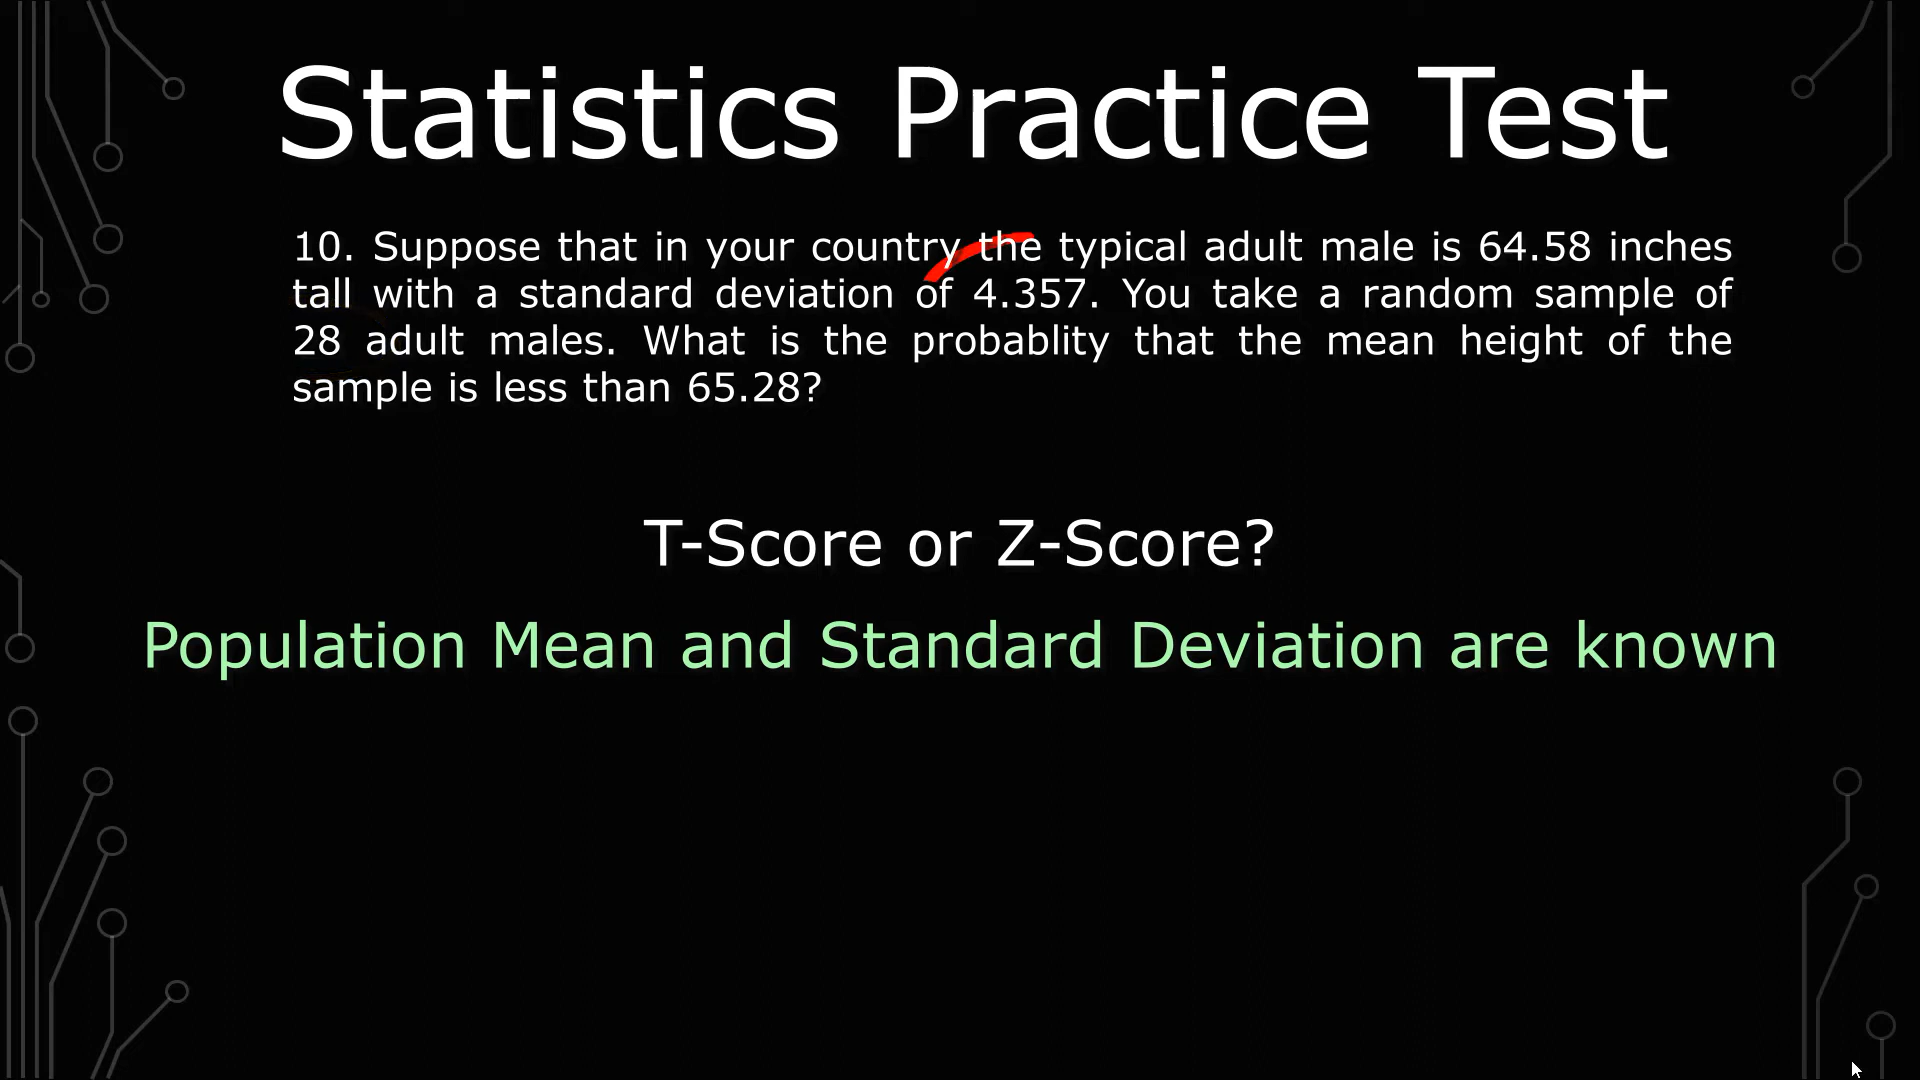 Statistics Practice Test
10. Suppose that in your country the typical adult male is 64.58 inches
tall with a standard deviation of 4.357. You take a random sample of
28 adult males. What is the probablity that the mean height of the
sample is less than 65.28?
T-Score or Z-Score?
Population Mean and Standard Deviation are known